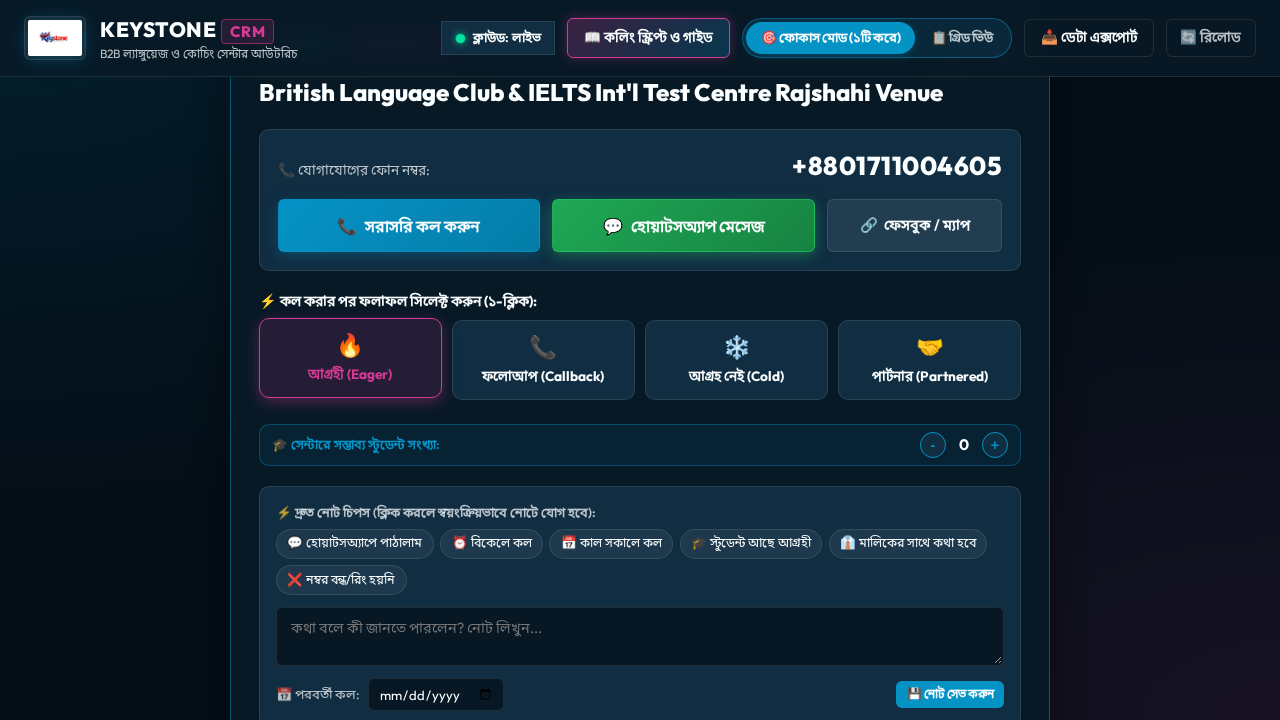 Keystone
KEYSTONE CRM
B2B ল্যাঙ্গুয়েজ ও কোচিং সেন্টার আউটরিচ
ক্লাউড: লাইভ
📖 কলিং স্ক্রিপ্ট ও গাইড
🎯 ফোকাস মোড (১টি করে)
📋 গ্রিড ভিউ
📥 ডেটা এক্সপোর্ট
🔄 রিলোড
British Language Club & IELTS Int'l Test Centre Rajshahi Venue
📞 যোগাযোগের ফোন নম্বর:
+8801711004605
📞 সরাসরি কল করুন
💬 হোয়াটসঅ্যাপ মেসেজ
🔗 ফেসবুক / ম্যাপ
⚡ কল করার পর ফলাফল সিলেক্ট করুন (১-ক্লিক):
🔥
আগ্রহী (Eager)
📞
ফলোআপ (Callback)
❄️
আগ্রহ নেই (Cold)
🤝
পার্টনার (Partnered)
🎓 সেন্টারে সম্ভাব্য স্টুডেন্ট সংখ্যা:
- 0 +
⚡ দ্রুত নোট চিপস (ক্লিক করলে স্বয়ংক্রিয়ভাবে নোটে যোগ হবে):
💬 হোয়াটসঅ্যাপে পাঠালাম
⏰ বিকেলে কল
📅 কাল সকালে কল
🎓 স্টুডেন্ট আছে আগ্রহী
👔 মালিকের সাথে কথা হবে
❌ নম্বর বন্ধ/রিং হয়নি
কথা বলে কী জানতে পারলেন? নোট লিখুন...
📅 পরবর্তী কল:
mm/dd/yyyy
💾 নোট সেভ করুন